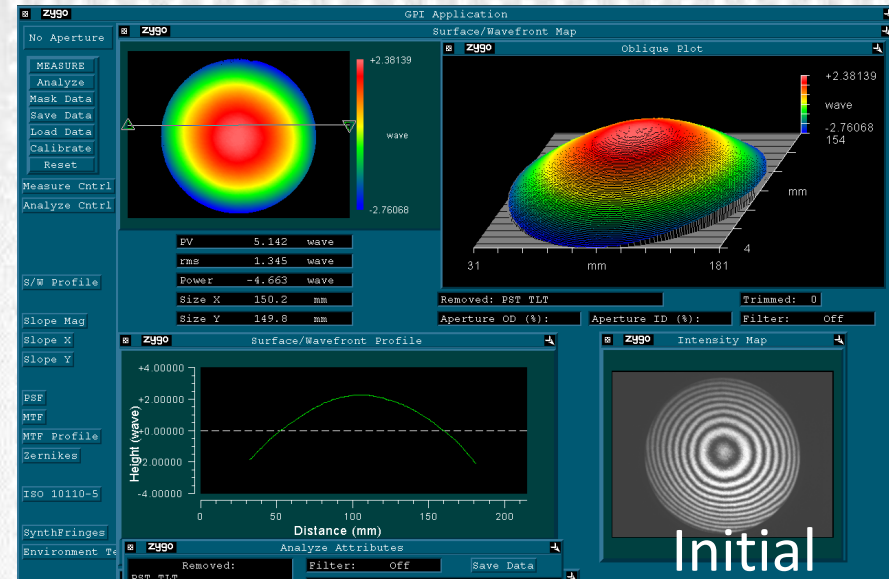 zygo GPI Application
No Aperture
MEASURE
Analyze
Mask Data
Save Data
Load Data
Calibrate
Reset
Measure Cntrl
Analyze Cntrl
S/W Profile
Slope Mag
Slope X
Slope Y
PSF
MTF
MTF Profile
Zernikes
ISO 10110-5
SynthFringes
Environment Te
zygo Surface/Wavefront Map
+2.38139
wave
-2.76068
zygo Oblique Plot
+2.38139
wave
-2.76068
154
mm
4
31 mm 181
PV 5.142 wave
rms 1.345 wave
Power -4.663 wave
Size X 150.2 mm
Size Y 149.8 mm
Removed: PST TLT Trimmed: 0
Aperture OD (%): Aperture ID (%): Filter: Off
zygo Surface/Wavefront Profile
+4.00000
+2.00000
+0.00000
-2.00000
-4.00000
Height (wave)
0 50 100 150 200
Distance (mm)
zygo Intensity Map
Initial
zygo Analyze Attributes
Removed: Filter: Off Save Data
PST TLT